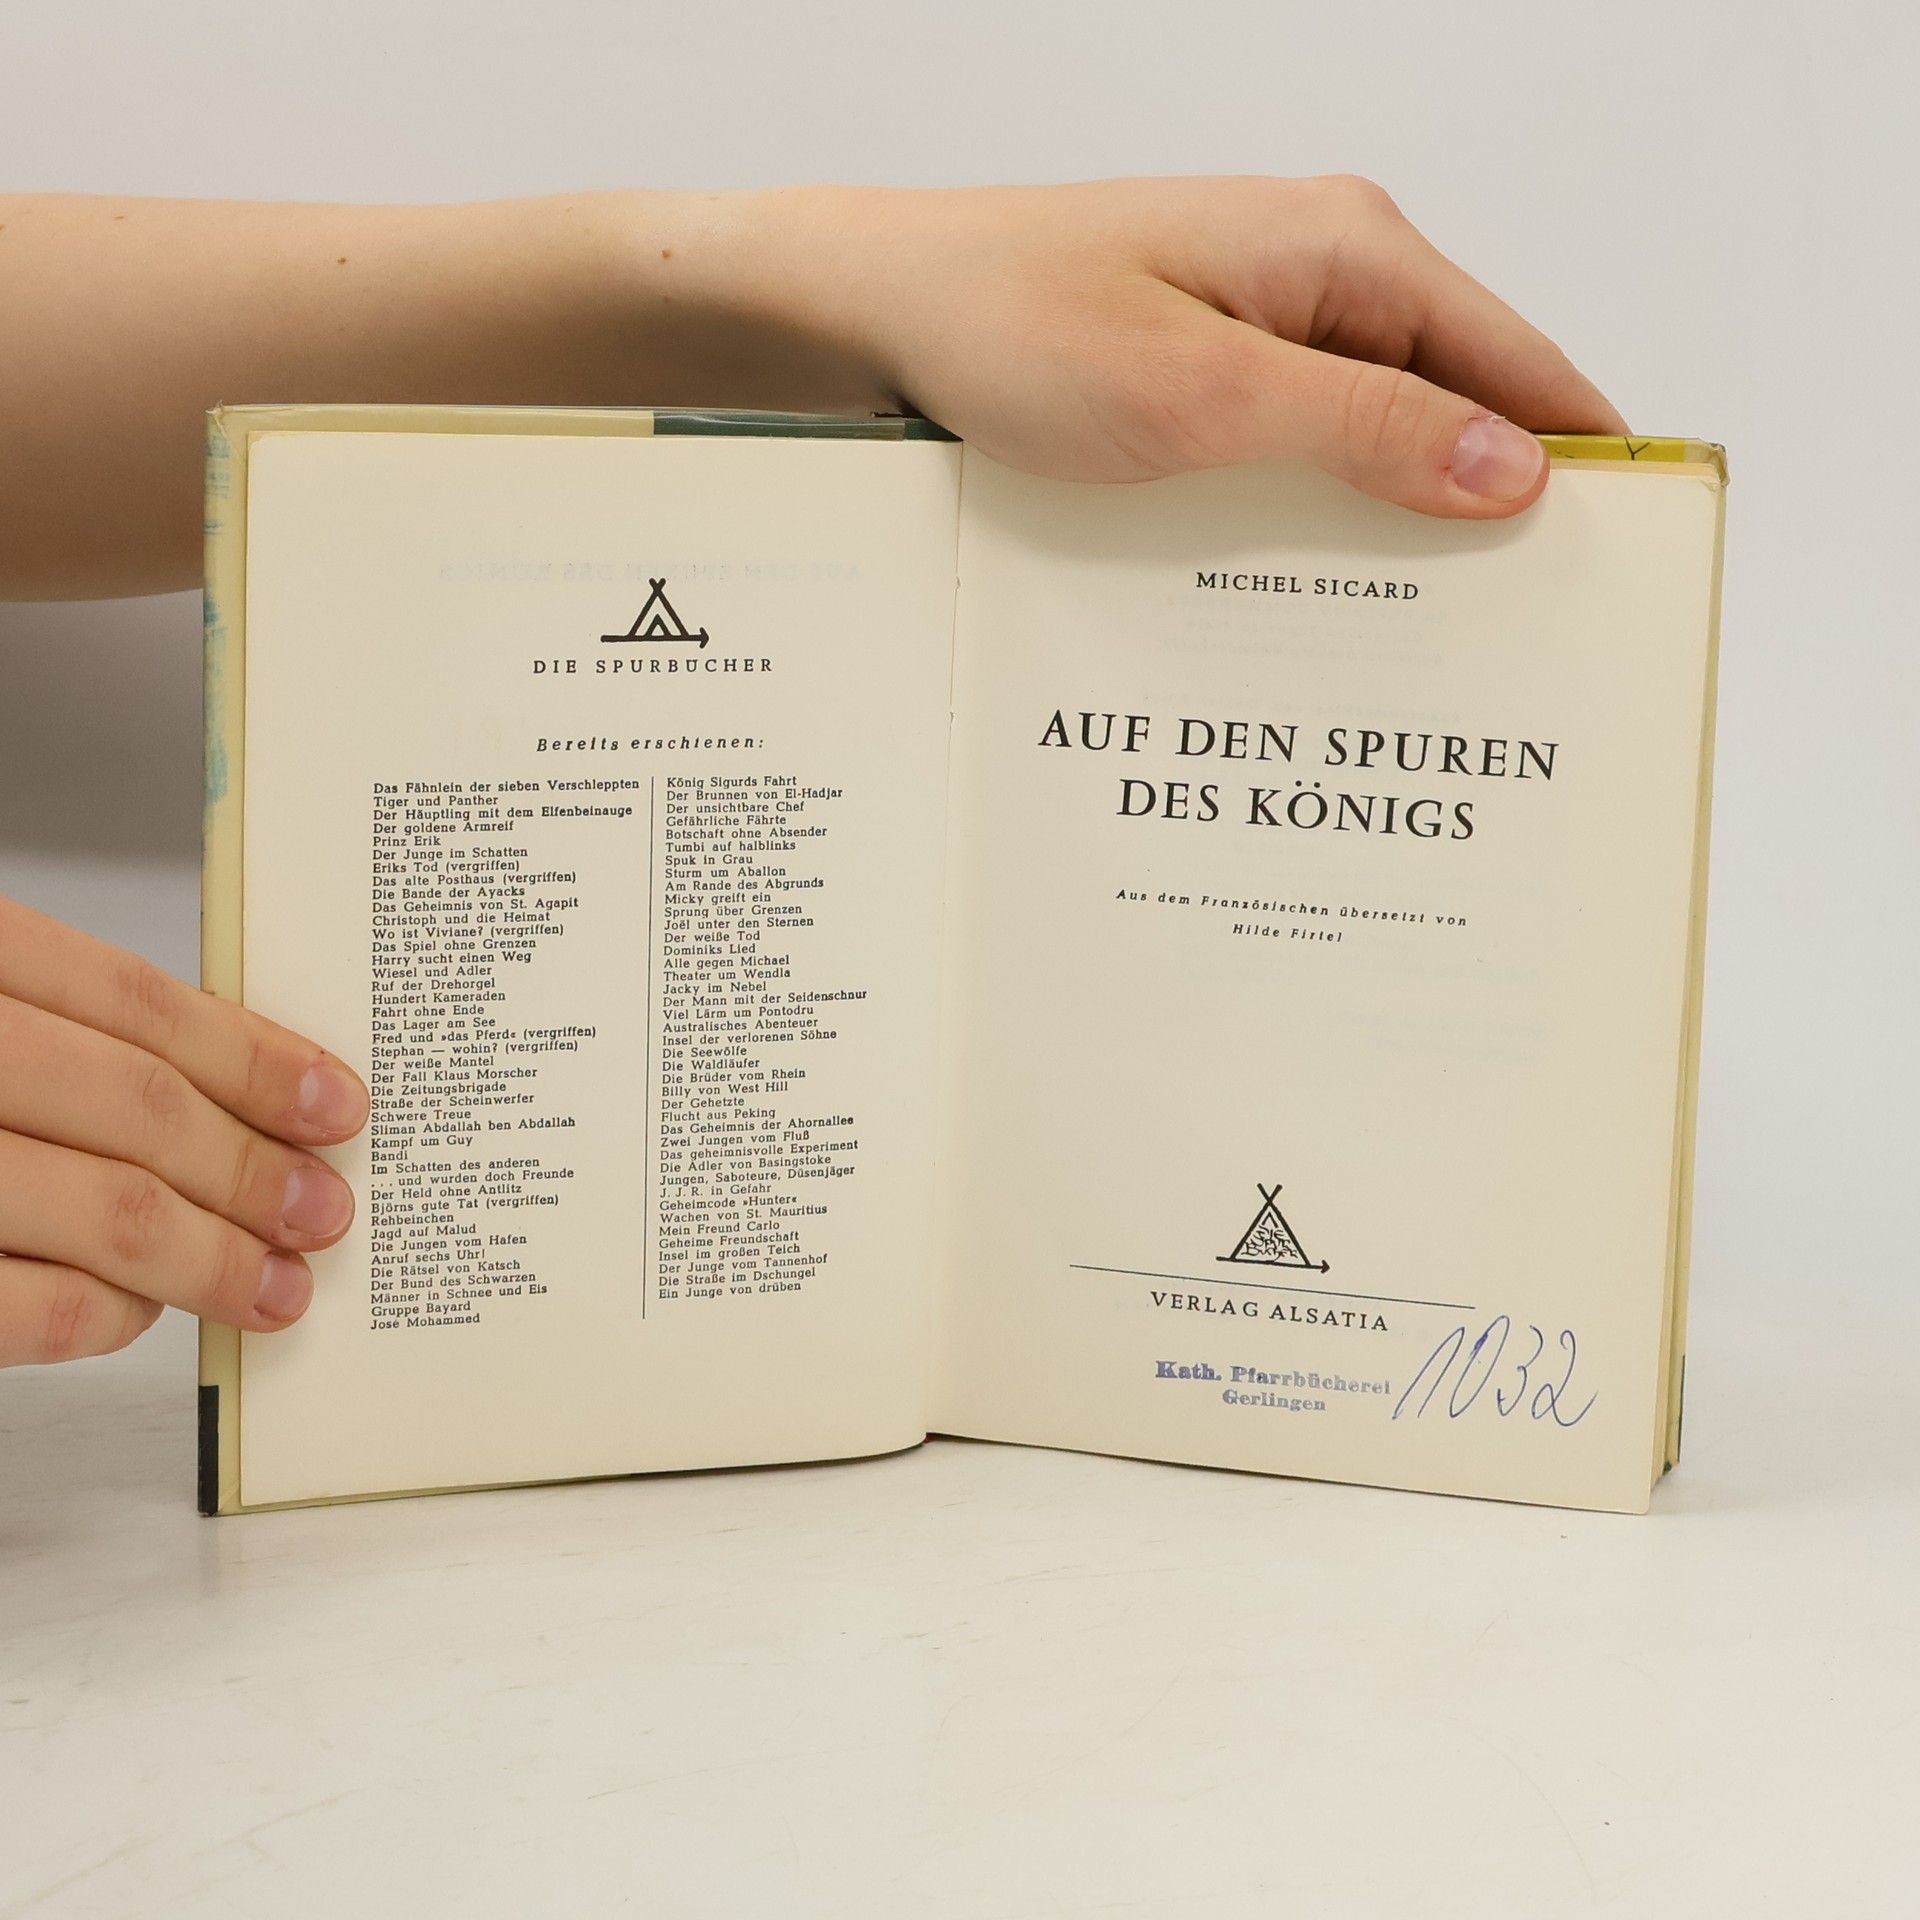 DIE SPURBÜCHER
Bereits erschienen:
Das Fähnlein der sieben Verschleppten
Tiger und Panther
Der Häuptling mit dem Elfenbeinauge
Der goldene Armreif
Prinz Erik
Der Junge im Schatten
Eriks Tod (vergriffen)
Das alte Posthaus (vergriffen)
Die Bande der Ayacks
Das Geheimnis von St. Agapit
Christoph und die Heimat
Wo ist Viviane? (vergriffen)
Das Spiel ohne Grenzen
Harry sucht einen Weg
Wiesel und Adler
Ruf der Drehorgel
Hundert Kameraden
Fahrt ohne Ende
Das Lager am See
Fred und »das Pferd« (vergriffen)
Stephan — wohin? (vergriffen)
Der weiße Mantel
Der Fall Klaus Morscher
Die Zeitungsbrigade
Straße der Scheinwerfer
Schwere Treue
Sliman Abdallah ben Abdallah
Kampf um Guy
Bandi
Im Schatten des anderen
... und wurden doch Freunde
Der Held ohne Antlitz
Björns gute Tat (vergriffen)
Rehbeinchen
Jagd auf Malud
Die Jungen vom Hafen
Anruf sechs Uhr!
Die Rätsel von Katsch
Der Bund des Schwarzen
Männer in Schnee und Eis
Gruppe Bayard
José Mohammed
König Sigurds Fahrt
Der Brunnen von El-Hadjar
Der unsichtbare Chef
Gefährliche Fährte
Botschaft ohne Absender
Tumbi auf halblinks
Spuk in Grau
Sturm um Aballon
Am Rande des Abgrunds
Micky greift ein
Sprung über Grenzen
Joël unter den Sternen
Der weiße Tod
Dominiks Lied
Alle gegen Michael
Theater um Wendla
Jacky im Nebel
Der Mann mit der Seidenschnur
Viel Lärm um Pontodru
Australisches Abenteuer
Insel der verlorenen Söhne
Die Seewölfe
Die Waldläufer
Die Brüder vom Rhein
Billy von West Hill
Der Gehetzte
Flucht aus Peking
Das Geheimnis der Ahornallee
Zwei Jungen vom Fluß
Das geheimnisvolle Experiment
Die Adler von Basingstoke
Jungen, Saboteure, Düsenjäger
J. J. R. in Gefahr
Geheimcode »Hunter«
Wachen von St. Mauritius
Mein Freund Carlo
Geheime Freundschaft
Insel im großen Teich
Der Junge vom Tannenhof
Die Straße im Dschungel
Ein Junge von drüben
MICHEL SICARD
AUF DEN SPUREN
DES KÖNIGS
Aus dem Französischen übersetzt von
Hilde Firtel
DIE
SPUR
BÜCHER
VERLAG ALSATIA
Kath. Pfarrbücherei
Gerlingen
1032